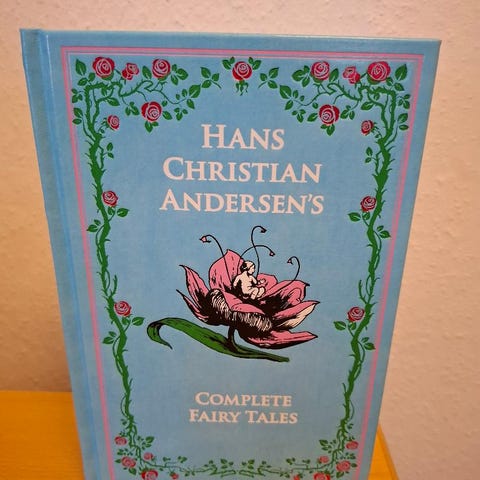 HANS
CHRISTIAN
ANDERSEN'S
COMPLETE
FAIRY TALES